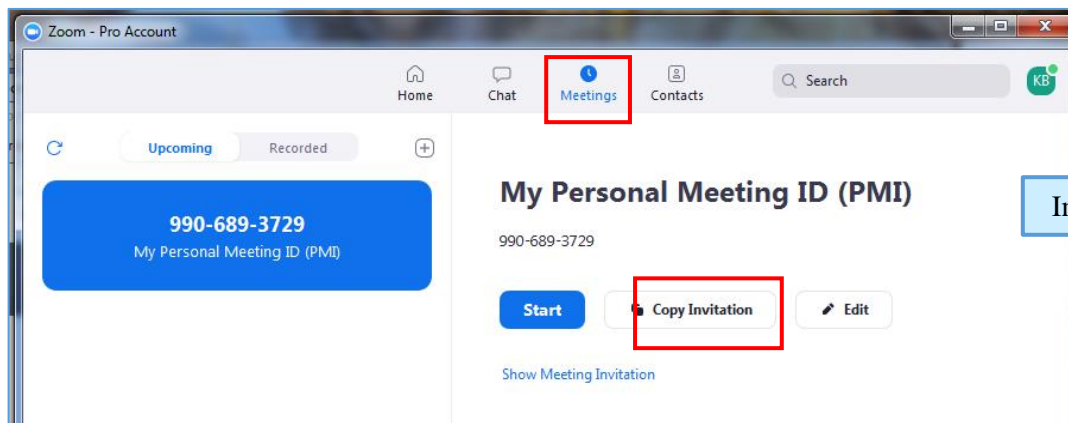 Zoom - Pro Account
Home
Chat
Meetings
Contacts
Search
KB
Upcoming
Recorded
990-689-3729
My Personal Meeting ID (PMI)
My Personal Meeting ID (PMI)
990-689-3729
Start
Copy Invitation
Edit
Show Meeting Invitation